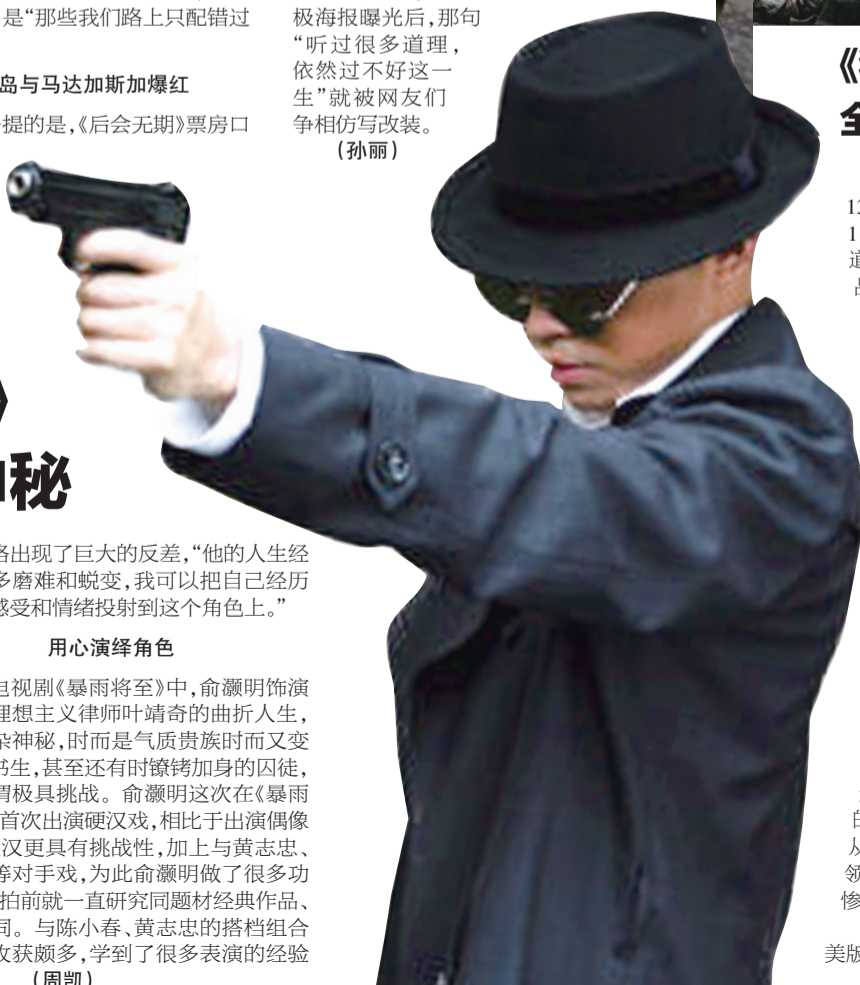 是“那些我们路上只配错过
岛与马达加斯加爆红
提的是,《后会无期》票房口
极海报曝光后,那句
“听过很多道理,
依然过不好这一
生”就被网友们
争相仿写改装。
(孙丽)
》
秘
出现了巨大的反差,“他的人生经
多磨难和蜕变,我可以把自己经历
感受和情绪投射到这个角色上。”
用心演绎角色
电视剧《暴雨将至》中,俞灏明饰演
理想主义律师叶靖奇的曲折人生,
杂神秘,时而是气质贵族时而又变
书生,甚至还有时镣铐加身的囚徒,
谓极具挑战。俞灏明这次在《暴雨
首次出演硬汉戏,相比于出演偶像
汉更具有挑战性,加上与黄志忠、
等对手戏,为此俞灏明做了很多功
拍前就一直研究同题材经典作品、
同。与陈小春、黄志忠的搭档组合
收获颇多,学到了很多表演的经验
(周凯)
《
全
1
道
品
的
从
领
惨
美版